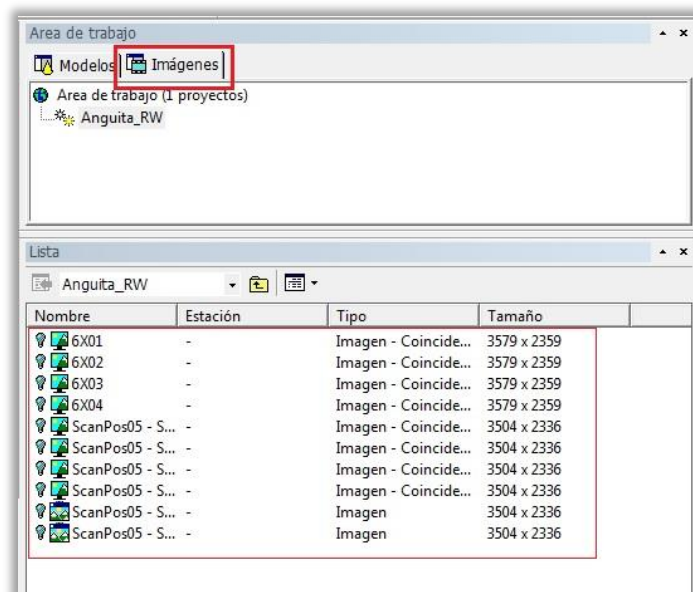 Area de trabajo
Modelos Imágenes
Area de trabajo (1 proyectos)
Anguita_RW
Lista
Anguita_RW
Nombre Estación Tipo Tamaño
6X01 - Imagen - Coincide... 3579 x 2359
6X02 - Imagen - Coincide... 3579 x 2359
6X03 - Imagen - Coincide... 3579 x 2359
6X04 - Imagen - Coincide... 3579 x 2359
ScanPos05 - S... - Imagen - Coincide... 3504 x 2336
ScanPos05 - S... - Imagen - Coincide... 3504 x 2336
ScanPos05 - S... - Imagen - Coincide... 3504 x 2336
ScanPos05 - S... - Imagen - Coincide... 3504 x 2336
ScanPos05 - S... - Imagen 3504 x 2336
ScanPos05 - S... - Imagen 3504 x 2336